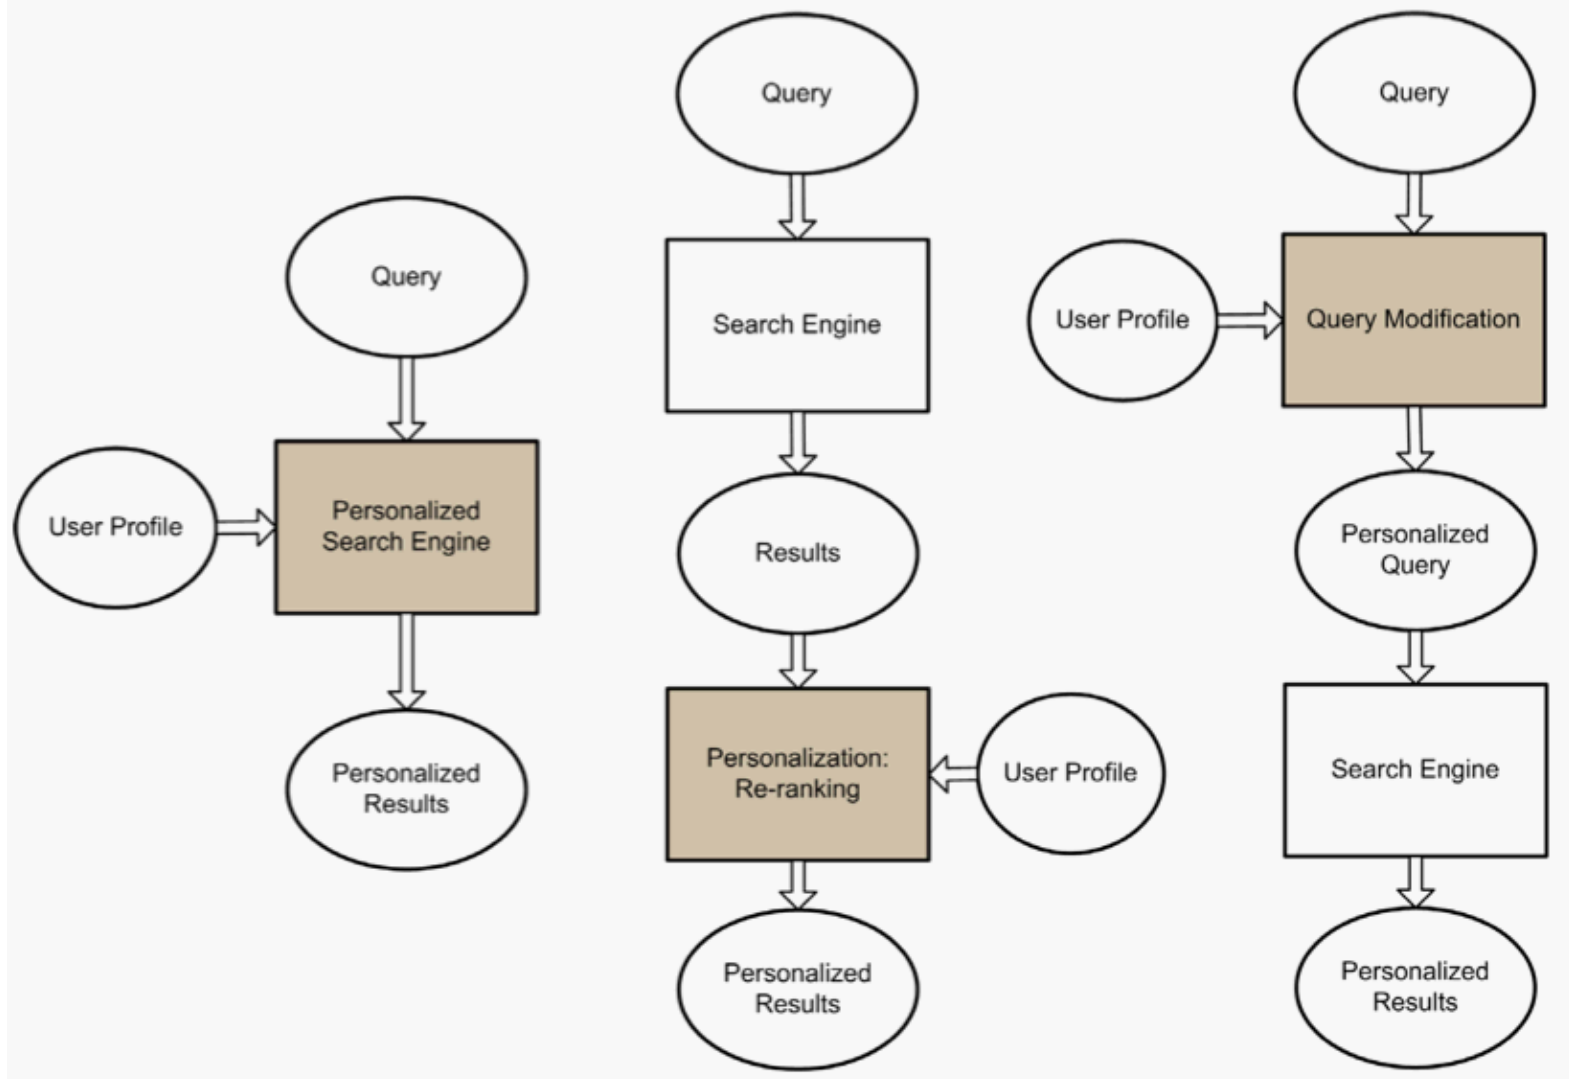 Query
User Profile
Personalized
Search Engine
Personalized
Results
Query
Search Engine
Results
Personalization:
Re-ranking
User Profile
Personalized
Results
Query
User Profile
Query Modification
Personalized
Query
Search Engine
Personalized
Results